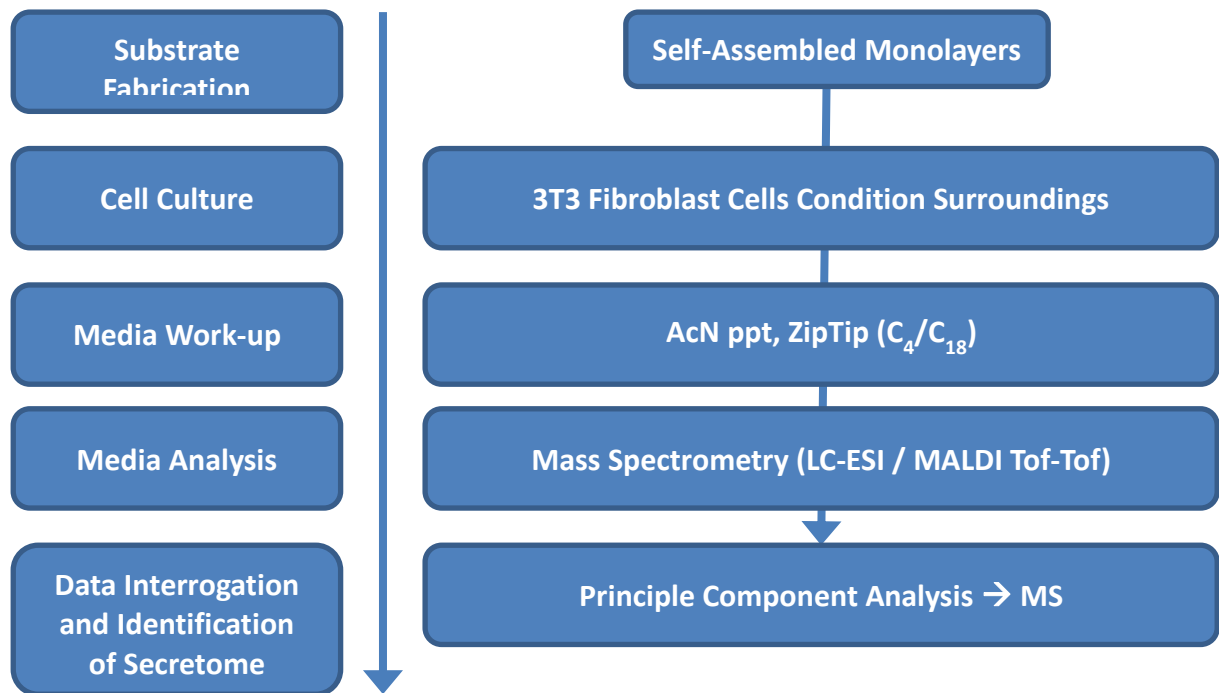 Substrate
Fabrication
Self-Assembled Monolayers
Cell Culture
3T3 Fibroblast Cells Condition Surroundings
Media Work-up
AcN ppt, ZipTip (C₄/C₁₈)
Media Analysis
Mass Spectrometry (LC-ESI / MALDI Tof-Tof)
Data Interrogation
and Identification
of Secretome
Principle Component Analysis → MS